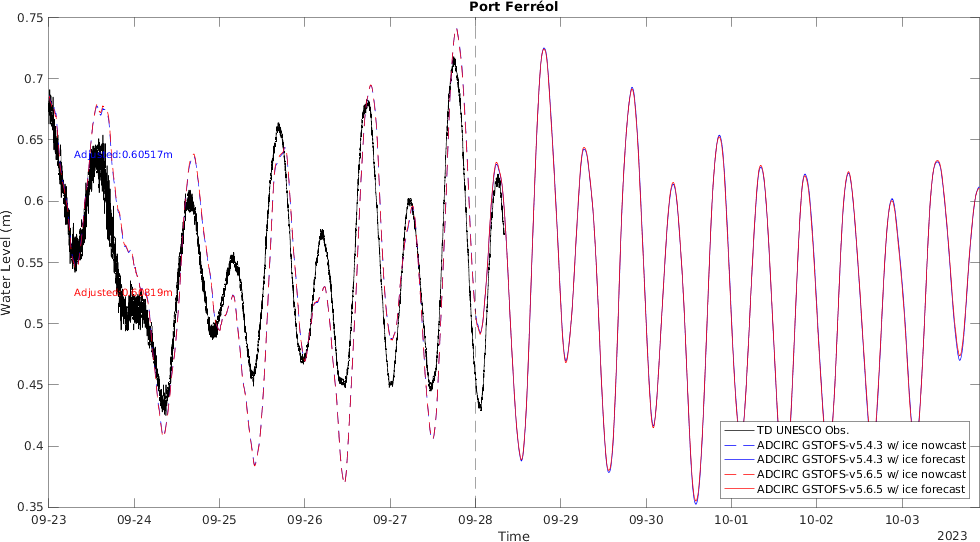 Port Ferréol
0.75
0.7
0.65
0.6
0.55
0.5
0.45
0.4
0.35
Water Level (m)
Adjusted:0.60517m
Adjusted:0.60819m
TD UNESCO Obs.
ADCIRC GSTOFS-v5.4.3 w/ ice nowcast
ADCIRC GSTOFS-v5.4.3 w/ ice forecast
ADCIRC GSTOFS-v5.6.5 w/ ice nowcast
ADCIRC GSTOFS-v5.6.5 w/ ice forecast
09-23 09-24 09-25 09-26 09-27 09-28 09-29 09-30 10-01 10-02 10-03
Time
2023